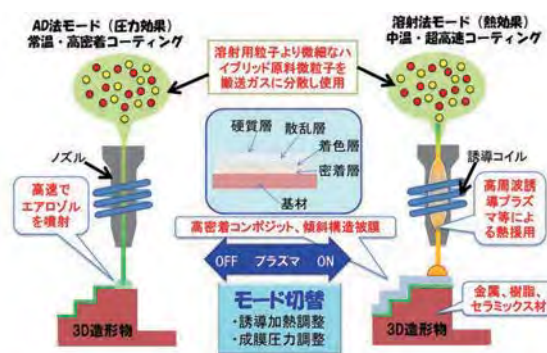 AD法モード（圧力効果）
常温・高密着コーティング
溶射法モード（熱効果）
中温・超高速コーティング
溶射用粒子より微細なハ
イブリッド原料微粒子を
搬送ガスに分散し使用
硬質層
散乱層
着色層
密着層
基材
ノズル
誘導コイル
高速で
エアロゾル
を噴射
高周波誘
導プラズ
マ等によ
る熱援用
高密着コンポジット、傾斜構造被膜
OFF プラズマ ON
モード切替
・誘導加熱調整
・成膜圧力調整
金属、樹脂、
セラミックス材
3D造形物
3D造形物